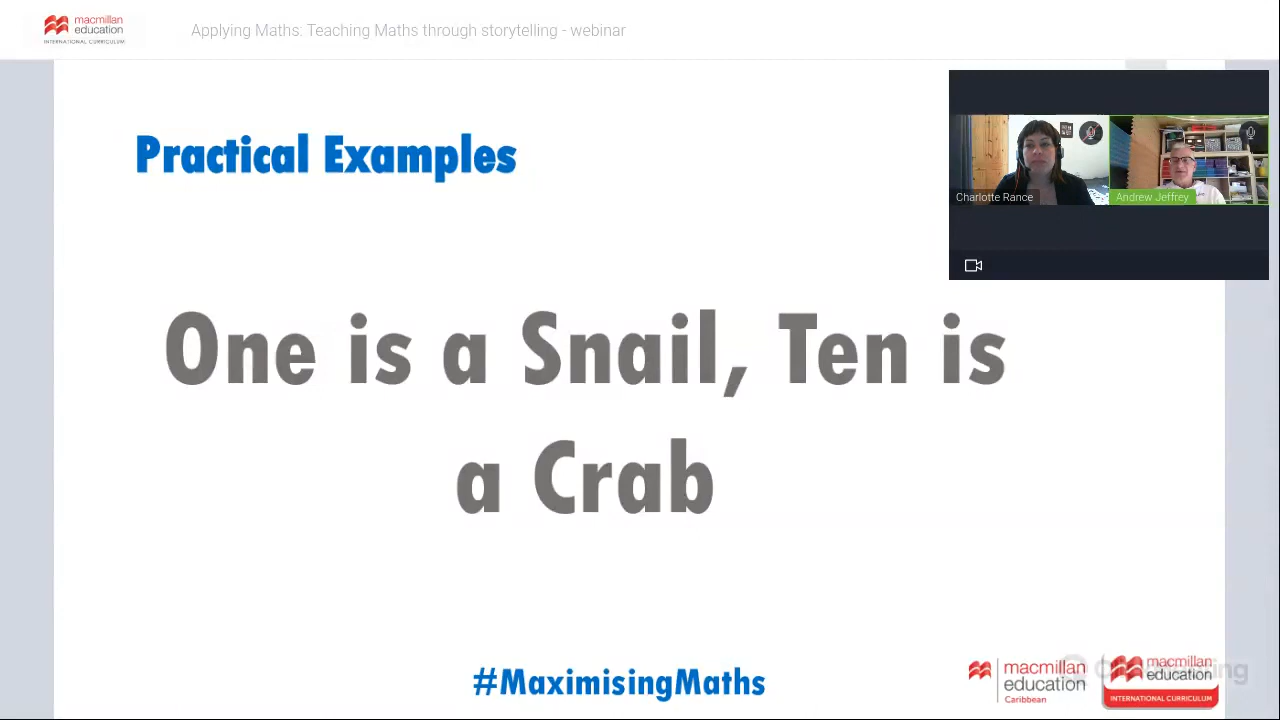 macmillan
education
INTERNATIONAL CURRICULUM
Applying Maths: Teaching Maths through storytelling - webinar
Practical Examples
Charlotte Rance
Andrew Jeffrey
One is a Snail, Ten is
a Crab
#MaximisingMaths
macmillan
education
Caribbean
macmillan
education
INTERNATIONAL CURRICULUM